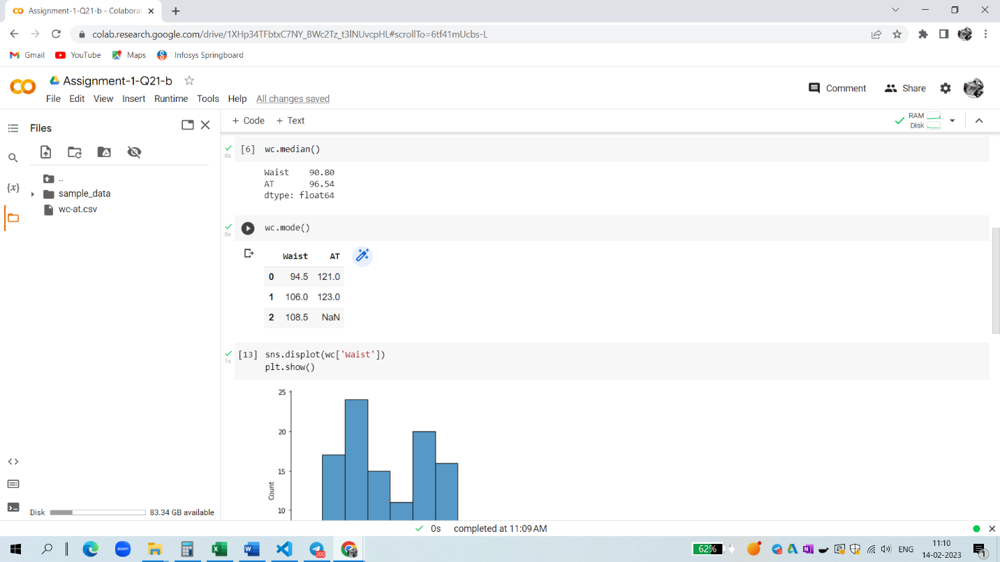 Assignment-1-Q21-b - Colaborat
colab.research.google.com/drive/1XHp34TFbtxC7NY_BWc2Tz_t3lNUvcpHL#scrollTo=6tf41mUcbs-L
Gmail YouTube Maps Infosys Springboard
Assignment-1-Q21-b
File Edit View Insert Runtime Tools Help All changes saved
Comment Share
Files
+ Code + Text
RAM
Disk
..
sample_data
wc-at.csv
{x}
[6] wc.median()
0s
Waist 90.80
AT 96.54
dtype: float64
wc.mode()
0s
Waist AT
0 94.5 121.0
1 106.0 123.0
2 108.5 NaN
[13] sns.displot(wc['Waist'])
1s
plt.show()
25
20
15
10
Count
Disk 83.34 GB available
0s completed at 11:09 AM
zoom
200
62%
ENG
11:10
14-02-2023
1